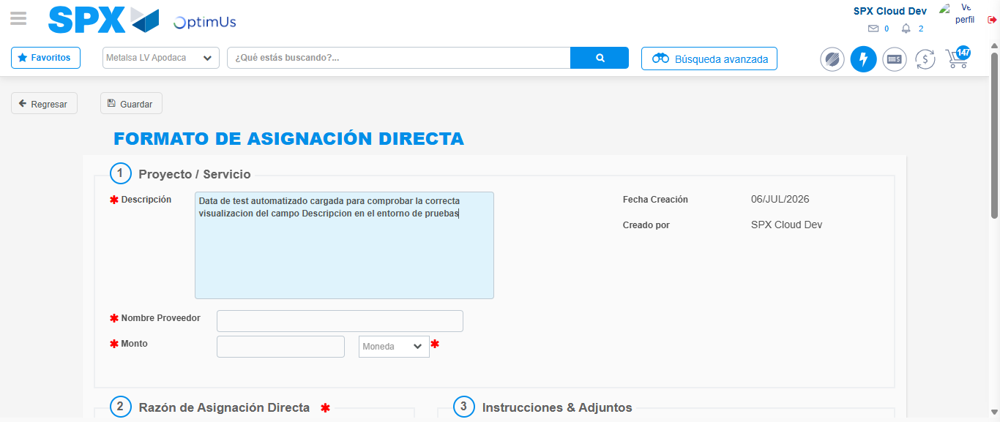 SPX
OptimUs
SPX Cloud Dev
0
2
Ve
perfil
Favoritos
Metalsa LV Apodaca
¿Qué estás buscando?...
Búsqueda avanzada
147
Regresar
Guardar
FORMATO DE ASIGNACIÓN DIRECTA
1 Proyecto / Servicio
Descripción
Data de test automatizado cargada para comprobar la correcta
visualizacion del campo Descripcion en el entorno de pruebas
Fecha Creación
06/JUL/2026
Creado por
SPX Cloud Dev
Nombre Proveedor
Monto
Moneda
2 Razón de Asignación Directa
3 Instrucciones & Adjuntos